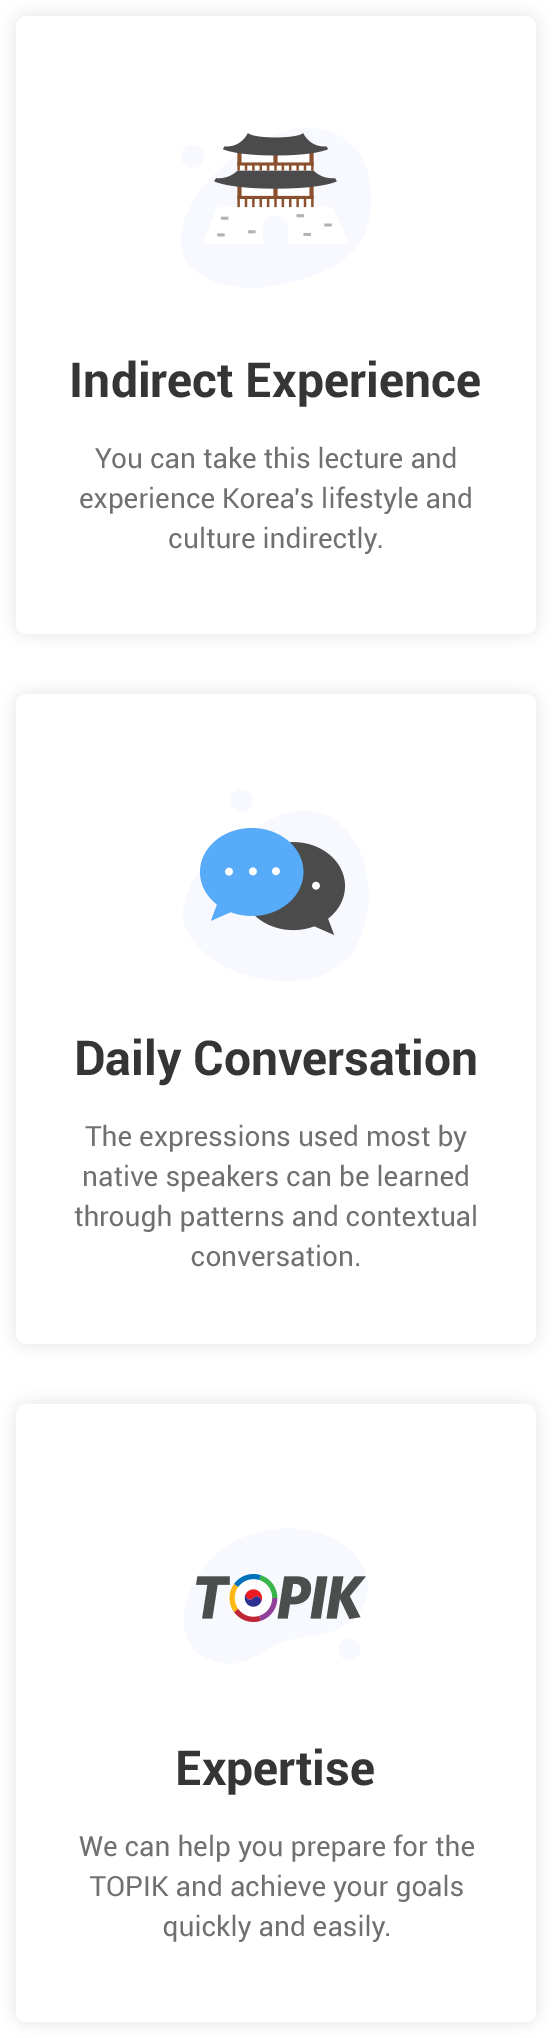 Indirect Experience
You can take this lecture and
experience Korea's lifestyle and
culture indirectly.
Daily Conversation
The expressions used most by
native speakers can be learned
through patterns and contextual
conversation.
TOPIK
Expertise
We can help you prepare for the
TOPIK and achieve your goals
quickly and easily.